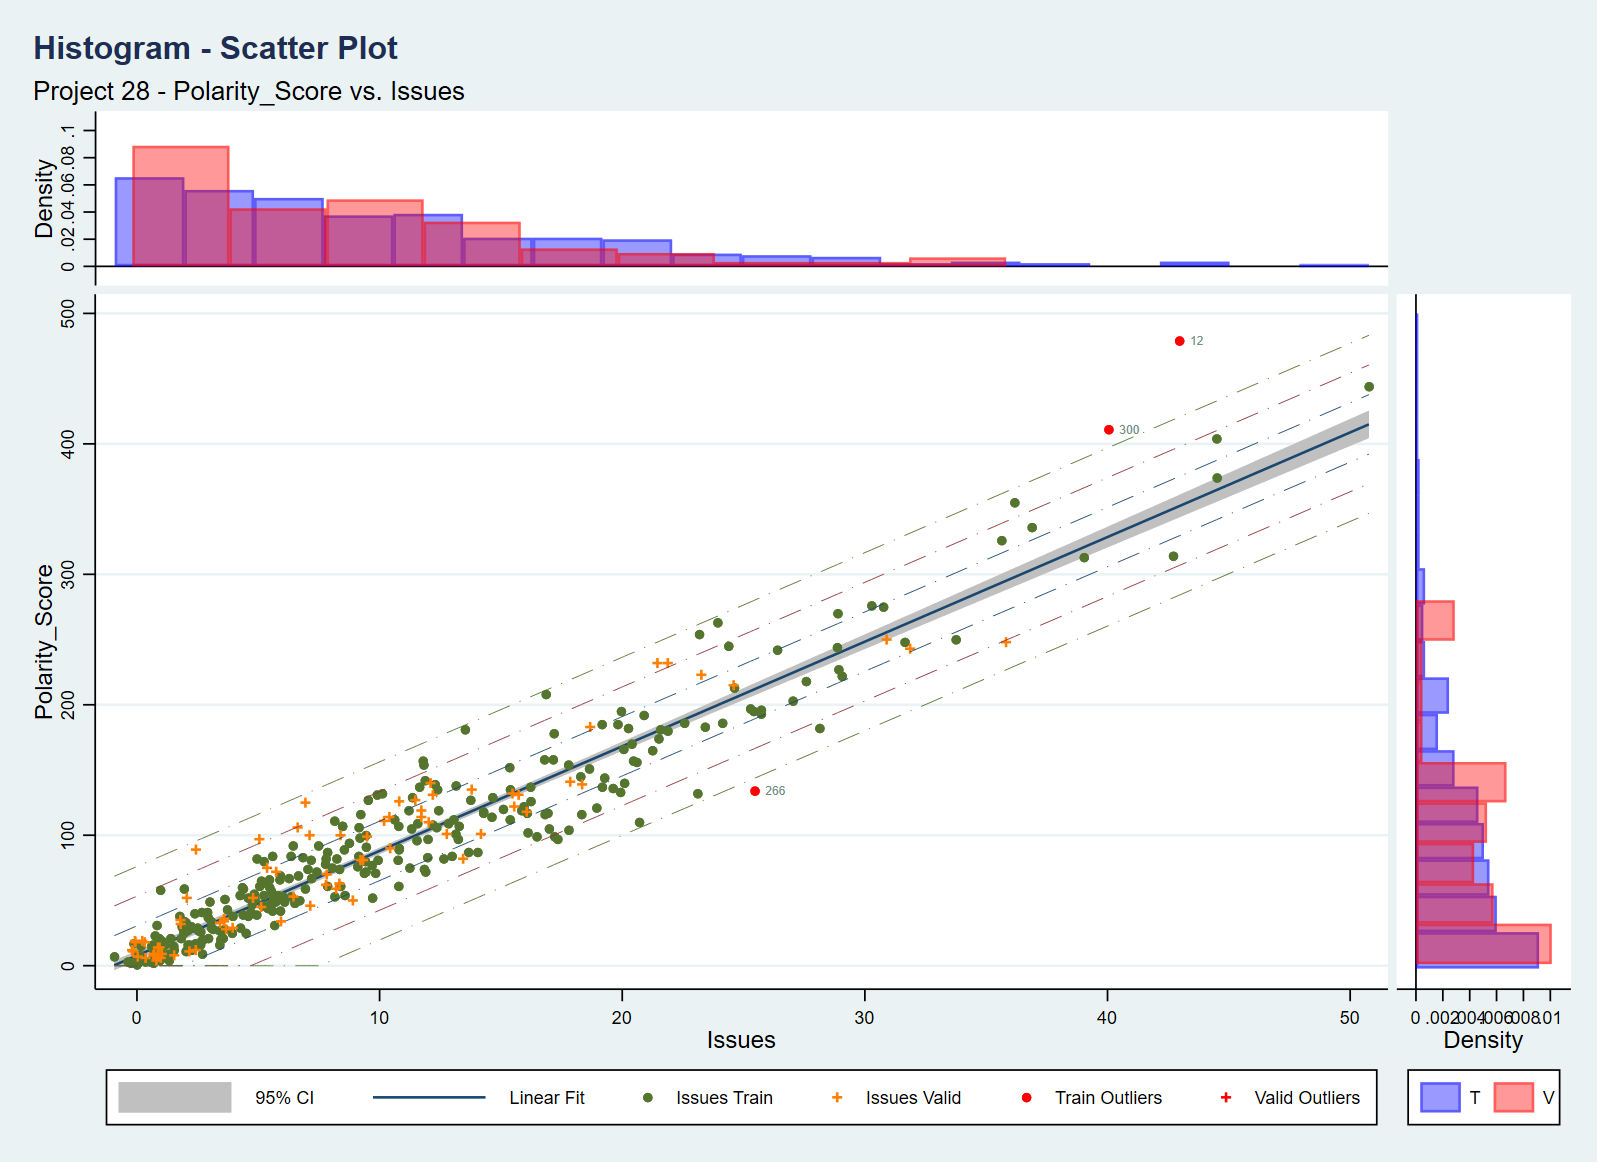 Histogram - Scatter Plot
Project 28 - Polarity_Score vs. Issues
Density
0 .02 .04 .06 .08 .1
Polarity_Score
0 100 200 300 400 500
12
300
266
0 10 20 30 40 50
Issues
0 .002 .004 .006 .008 .01
Density
95% CI Linear Fit Issues Train Issues Valid Train Outliers Valid Outliers
T V